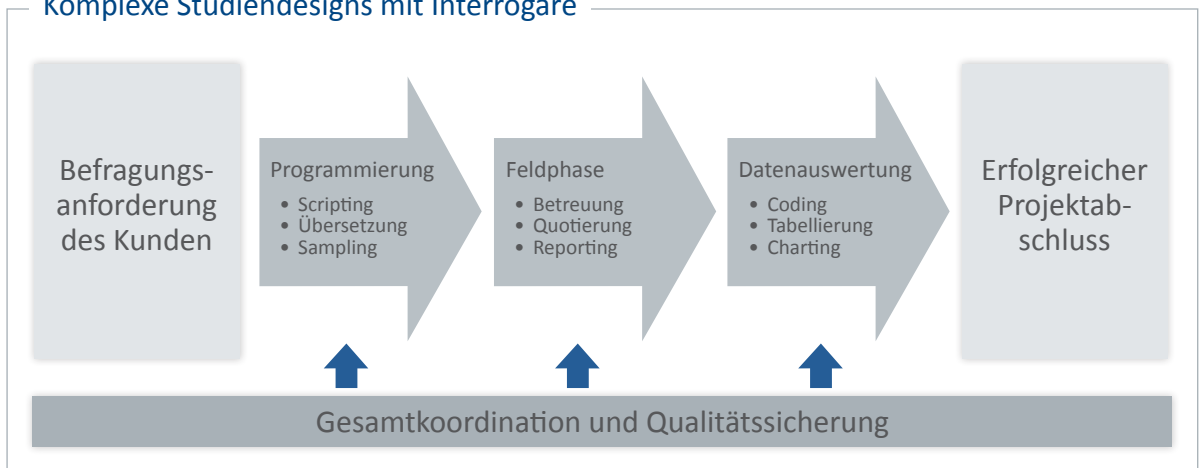 Komplexe Studiendesigns mit Interrogare
Befragungs-
anforderung
des Kunden
Programmierung
• Scripting
• Übersetzung
• Sampling
Feldphase
• Betreuung
• Quotierung
• Reporting
Datenauswertung
• Coding
• Tabellierung
• Charting
Erfolgreicher
Projektab-
schluss
Gesamtkoordination und Qualitätssicherung